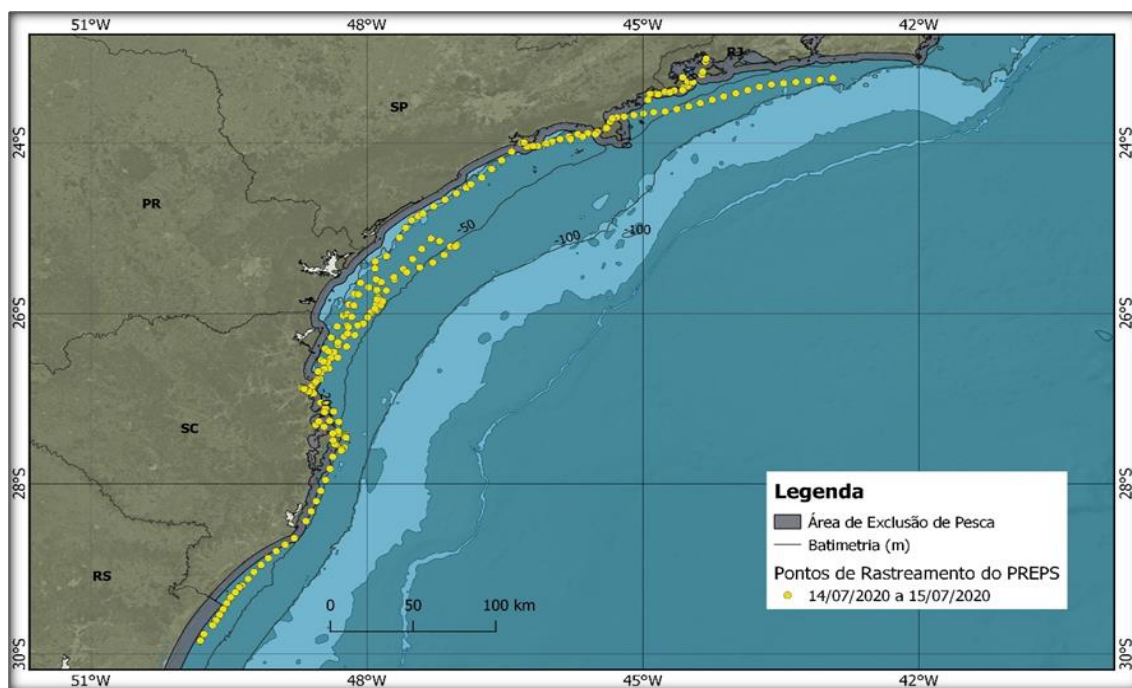 51°W 48°W 45°W 42°W
RJ
SP
24°S 24°S
PR
-50
-100 -100
26°S 26°S
SC
28°S 28°S
Legenda
Área de Exclusão de Pesca
Batimetria (m)
Pontos de Rastreamento do PREPS
14/07/2020 a 15/07/2020
RS
0 50 100 km
30°S 30°S
51°W 48°W 45°W 42°W